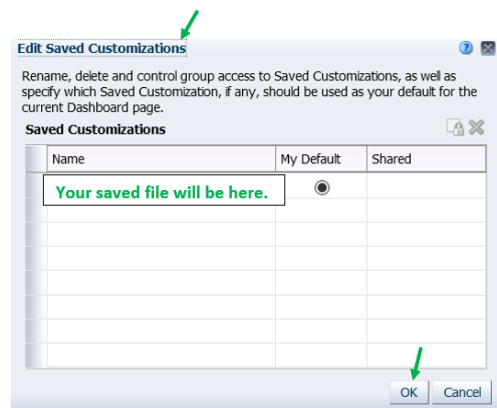 Edit Saved Customizations
Rename, delete and control group access to Saved Customizations, as well as
specify which Saved Customization, if any, should be used as your default for the
current Dashboard page.
Saved Customizations
Name My Default Shared
Your saved file will be here.
OK Cancel